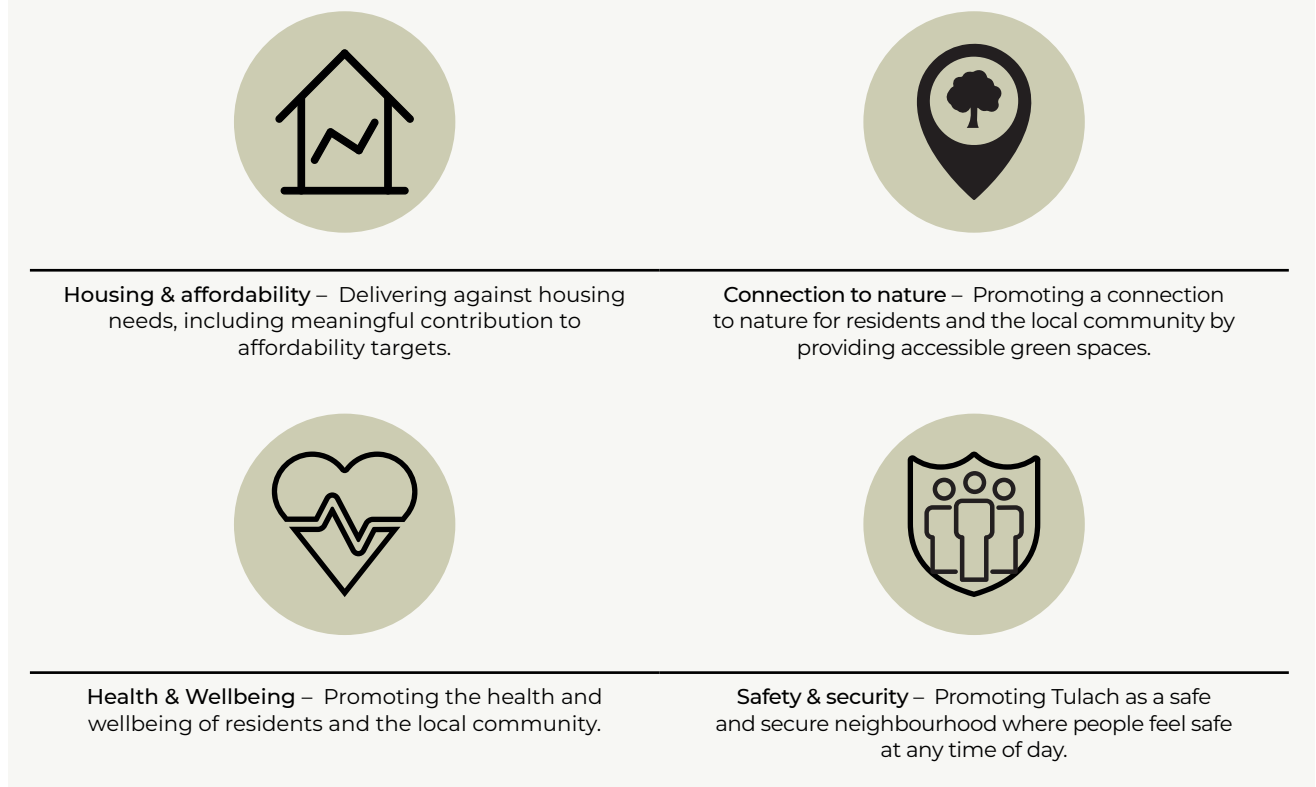 Housing & affordability – Delivering against housing
needs, including meaningful contribution to
affordability targets.
Connection to nature – Promoting a connection
to nature for residents and the local community by
providing accessible green spaces.
Health & Wellbeing – Promoting the health and
wellbeing of residents and the local community.
Safety & security – Promoting Tulach as a safe
and secure neighbourhood where people feel safe
at any time of day.